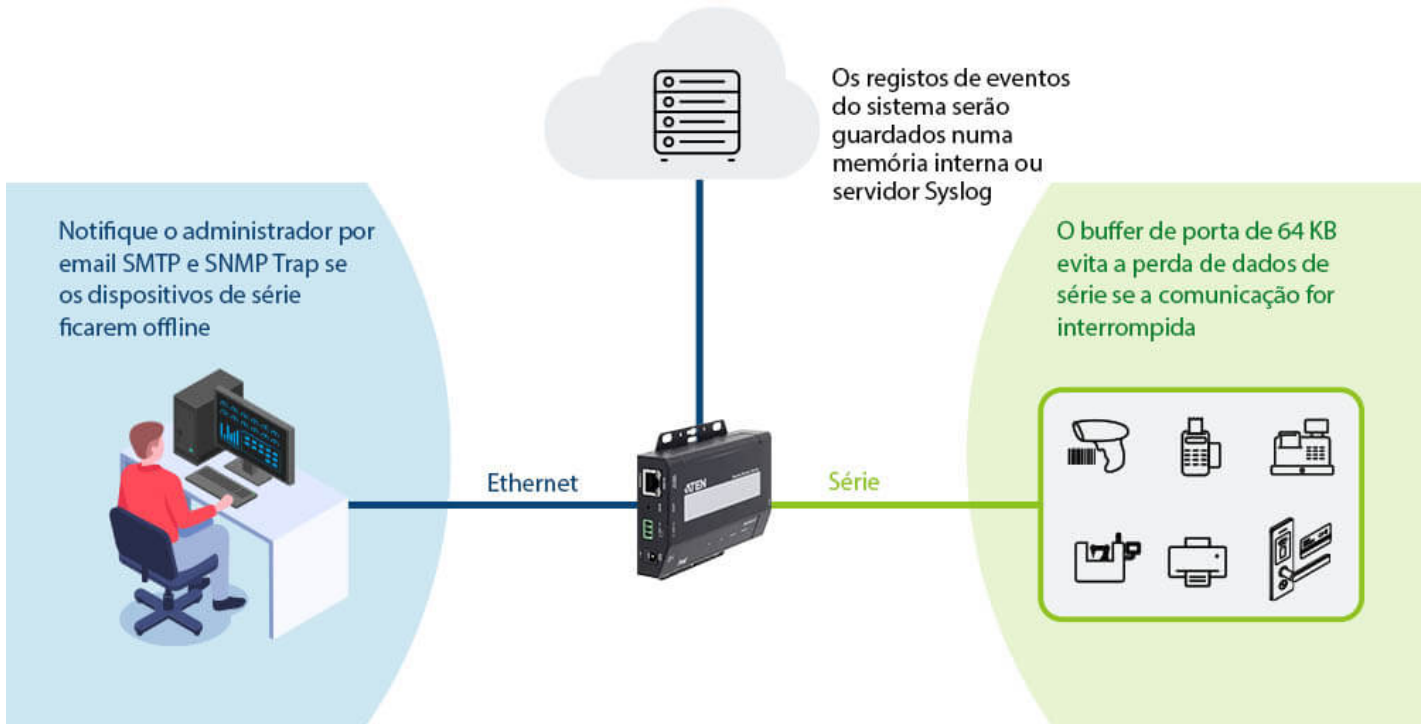 Os registos de eventos
do sistema serão
guardados numa
memória interna ou
servidor Syslog
Notifique o administrador por
email SMTP e SNMP Trap se
os dispositivos de série
ficarem offline
O buffer de porta de 64 KB
evita a perda de dados de
série se a comunicação for
interrompida
Ethernet
ATEN
Série